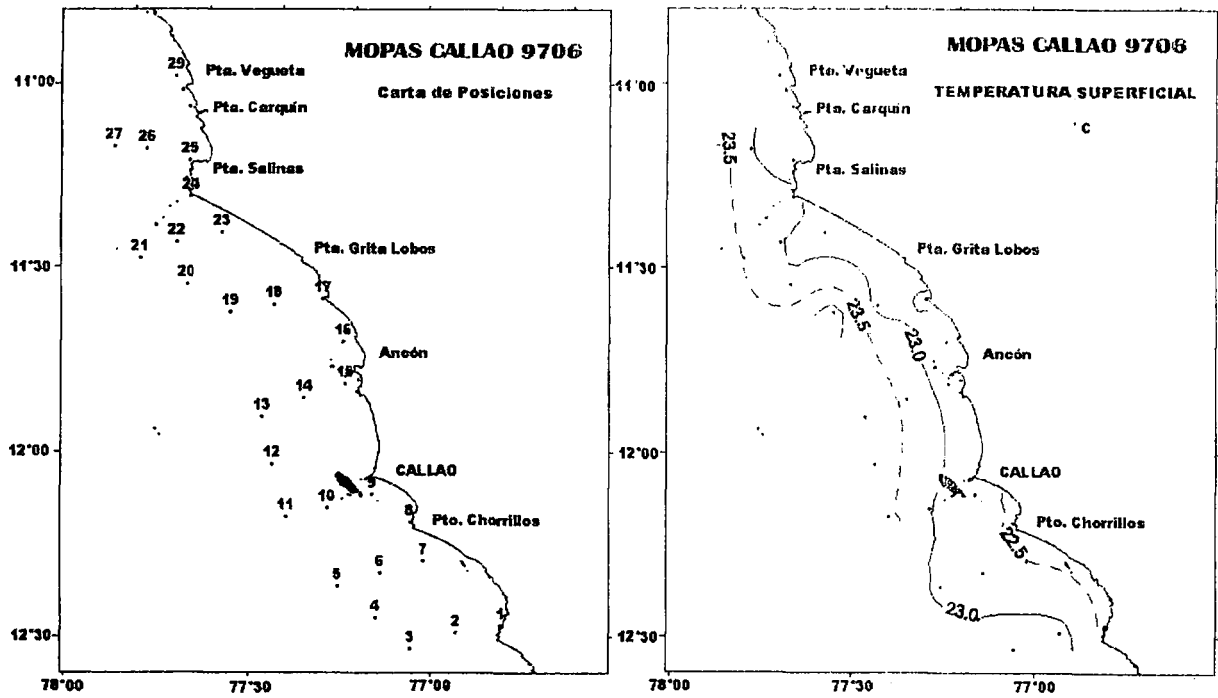 MOPAS CALLAO 9706
Carta de Posiciones
29
Pta. Vegueta
11°00
Pta. Carquín
27
26
25
Pta. Salinas
24
23
22
21
Pta. Grita Lobos
11°30
20
19
18
17
16
Ancón
15
14
13
12°00
12
CALLAO
9
10
11
8
Pto. Chorrillos
7
6
5
4
1
2
3
12°30
78°00
77°30
77°00
MOPAS CALLAO 9706
TEMPERATURA SUPERFICIAL
°C
11°00
Pta. Vegueta
Pta. Carquín
23.5
Pta. Salinas
Pta. Grita Lobos
11°30
23.5
23.0
Ancón
12°00
CALLAO
Pto. Chorrillos
22.5
23.0
12°30
78°00
77°30
77°00